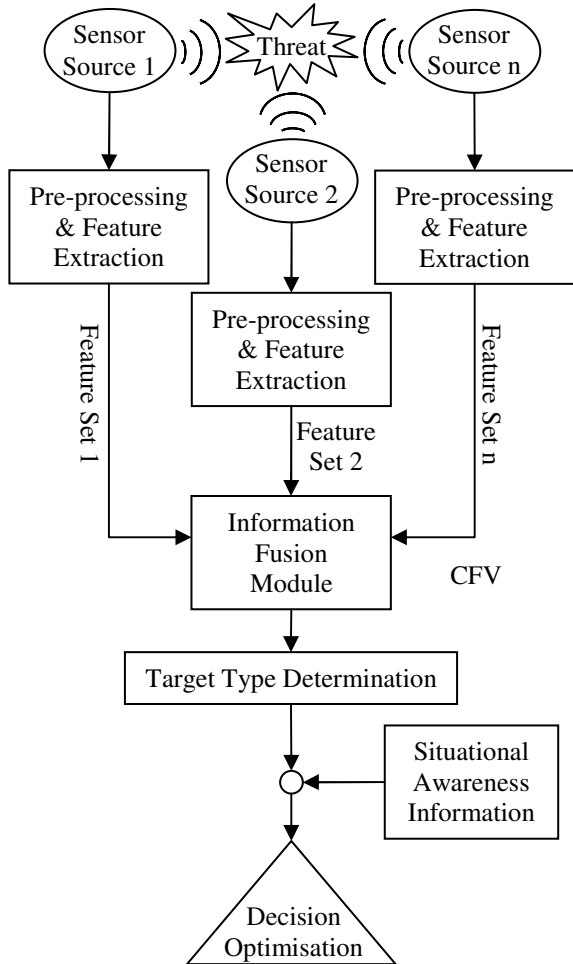 Sensor
Source 1
Threat
Sensor
Source n
Sensor
Source 2
Pre-processing
& Feature
Extraction
Pre-processing
& Feature
Extraction
Pre-processing
& Feature
Extraction
Feature Set 1
Feature
Set 2
Feature Set n
Information
Fusion
Module
CFV
Target Type Determination
Situational
Awareness
Information
Decision
Optimisation